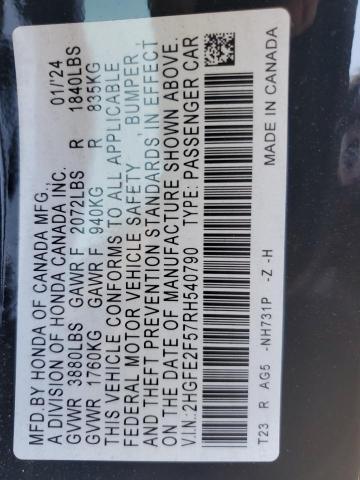 MFD.BY HONDA OF CANADA MFG., 01/'24
A DIVISION OF HONDA CANADA INC.
GVWR 3880LBS GAWR F 2072LBS R 1840LBS
GVWR 1760KG GAWR F 940KG R 835KG
THIS VEHICLE CONFORMS TO ALL APPLICABLE
FEDERAL MOTOR VEHICLE SAFETY , BUMPER ,
AND THEFT PREVENTION STANDARDS IN EFFECT
ON THE DATE OF MANUFACTURE SHOWN ABOVE.
V.I.N.:2HGFE2F57RH540790 TYPE: PASSENGER CAR
T23 R AG5 -NH731P -Z -H MADE IN CANADA